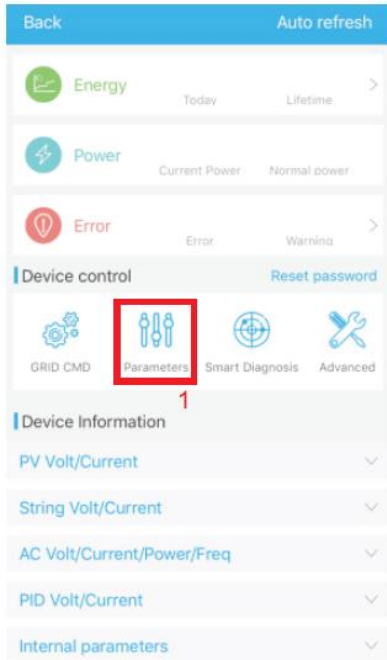 Back Auto refresh
Energy
Today Lifetime
Power
Current Power Normal power
Error
Error Warning
Device control Reset password
GRID CMD Parameters Smart Diagnosis Advanced
1
Device Information
PV Volt/Current
String Volt/Current
AC Volt/Current/Power/Freq
PID Volt/Current
Internal parameters